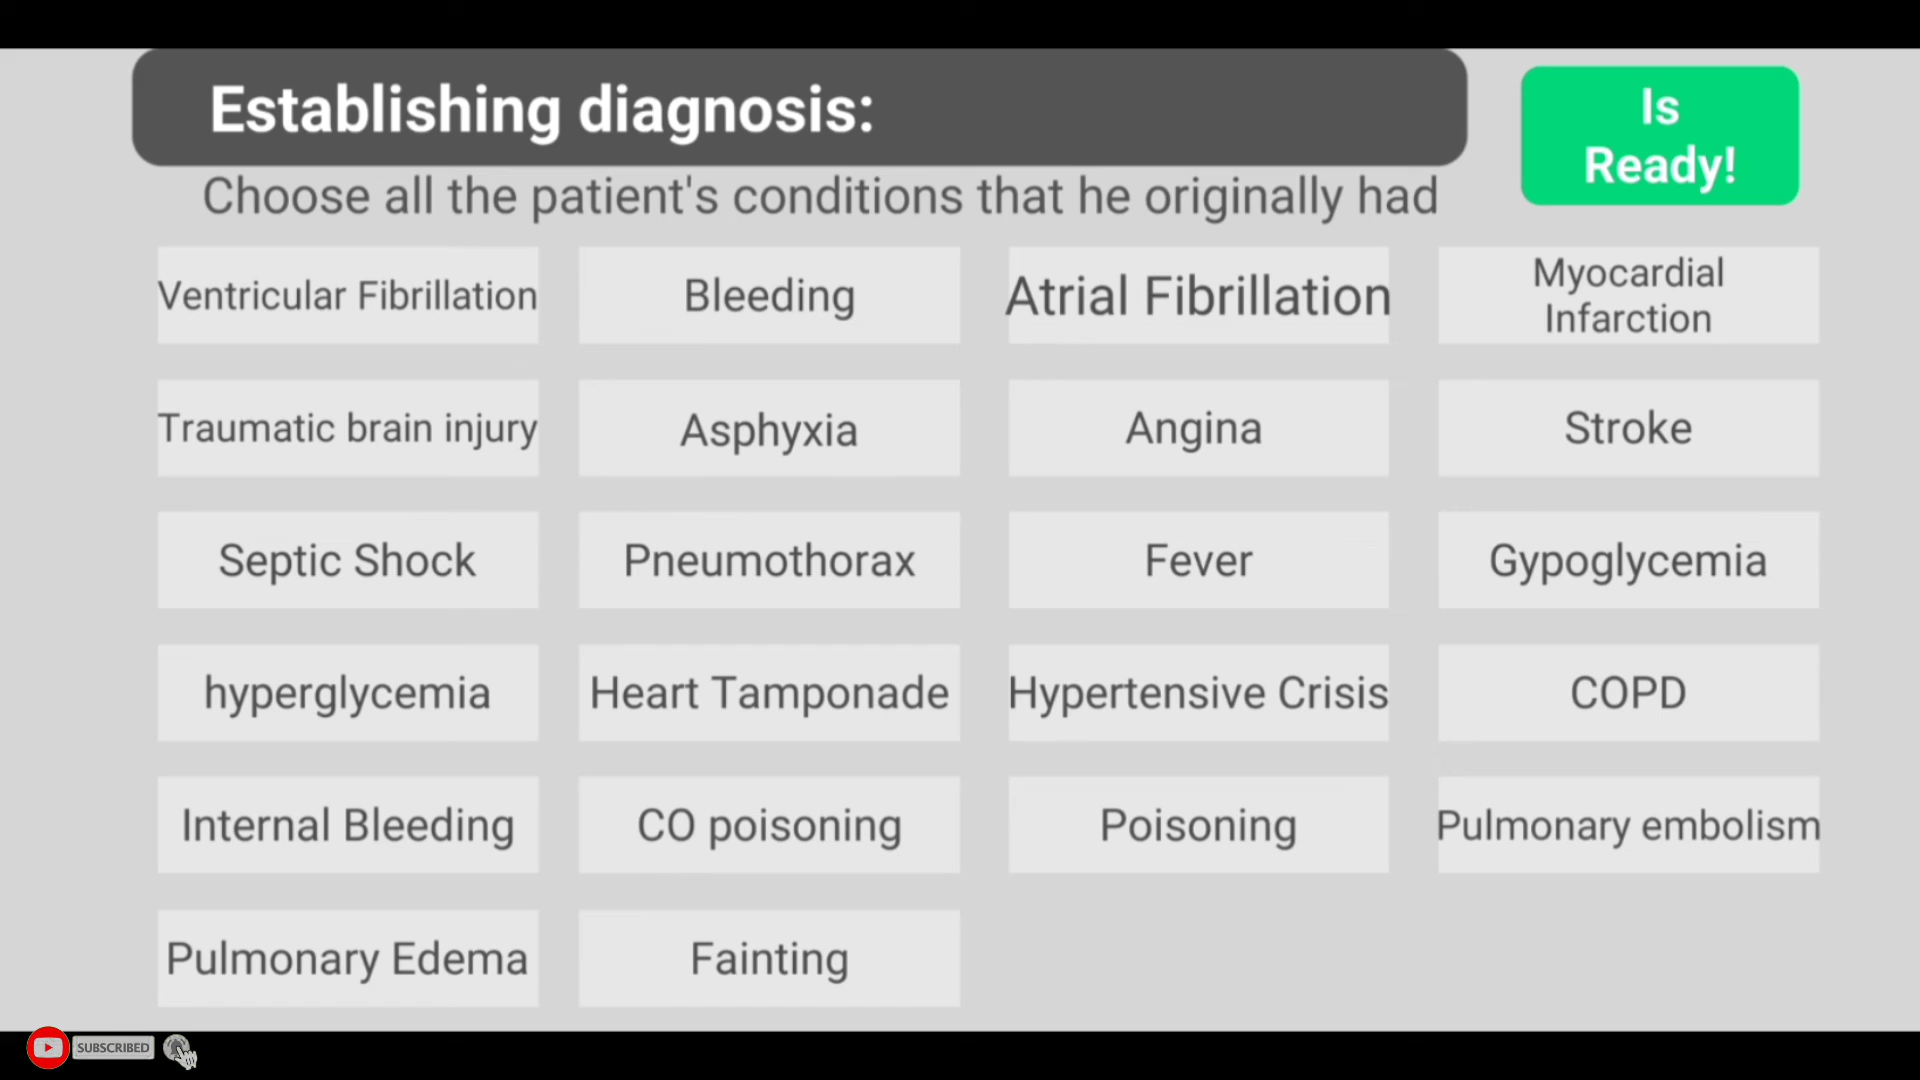 Establishing diagnosis:
Is
Ready!
Choose all the patient's conditions that he originally had
Ventricular Fibrillation
Bleeding
Atrial Fibrillation
Myocardial
Infarction
Traumatic brain injury
Asphyxia
Angina
Stroke
Septic Shock
Pneumothorax
Fever
Gypoglycemia
hyperglycemia
Heart Tamponade
Hypertensive Crisis
COPD
Internal Bleeding
CO poisoning
Poisoning
Pulmonary embolism
Pulmonary Edema
Fainting
SUBSCRIBED